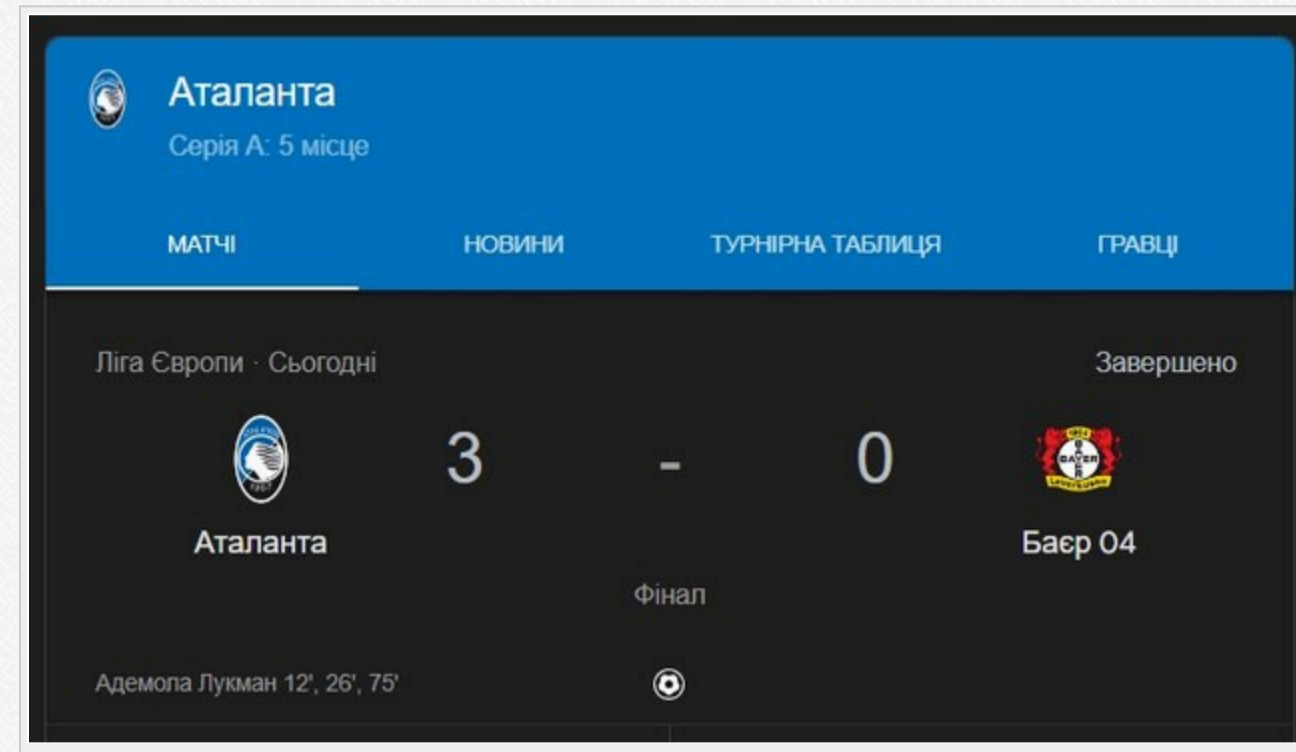 Аталанта
Серія А: 5 місце
МАТЧІ НОВИНИ ТУРНІРНА ТАБЛИЦЯ ГРАВЦІ
Ліга Європи · Сьогодні Завершено
3 - 0
Аталанта Баєр 04
Фінал
Адемола Лукман 12', 26', 75'